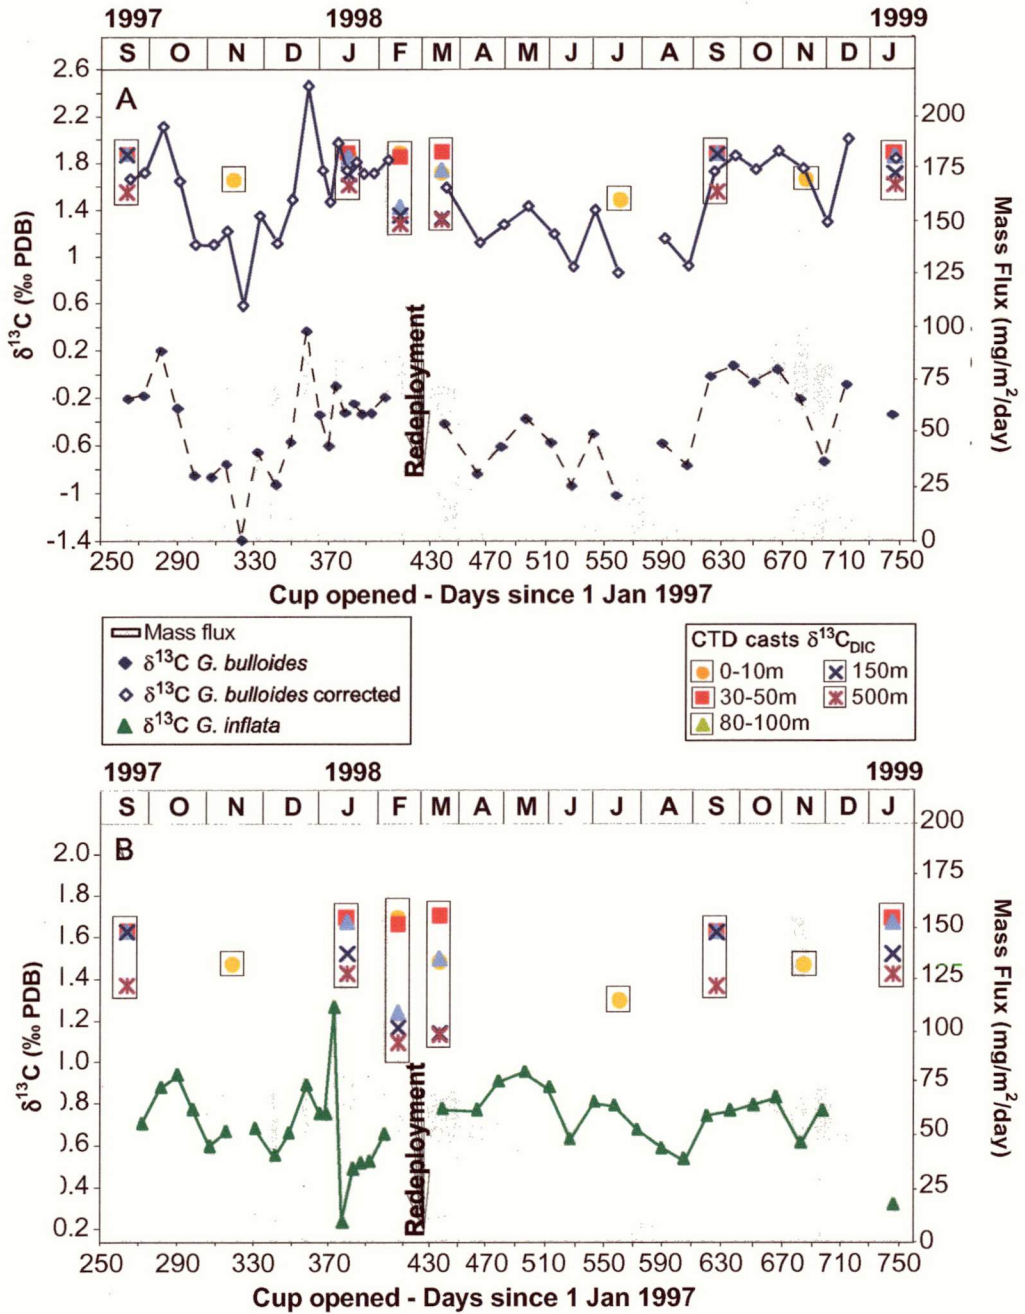 1997 1998 1999
S O N D J F M A M J J A S O N D J
A
2.6
2.2
1.8
1.4
1
0.6
0.2
-0.2
-0.6
-1
-1.4
δ¹³C (‰ PDB)
200
175
150
125
100
75
50
25
0
Mass Flux (mg/m²/day)
Redeployment
250 290 330 370 430 470 510 550 590 630 670 710 750
Cup opened - Days since 1 Jan 1997
Mass flux
δ¹³C G. bulloides
δ¹³C G. bulloides corrected
δ¹³C G. inflata
CTD casts δ¹³C_DIC
0-10m 150m
30-50m 500m
80-100m
1997 1998 1999
S O N D J F M A M J J A S O N D J
B
2.0
1.8
1.6
1.4
1.2
1.0
0.8
0.6
0.4
0.2
δ¹³C (‰ PDB)
200
175
150
125
100
75
50
25
0
Mass Flux (mg/m²/day)
Redeployment
250 290 330 370 430 470 510 550 590 630 670 710 750
Cup opened - Days since 1 Jan 1997